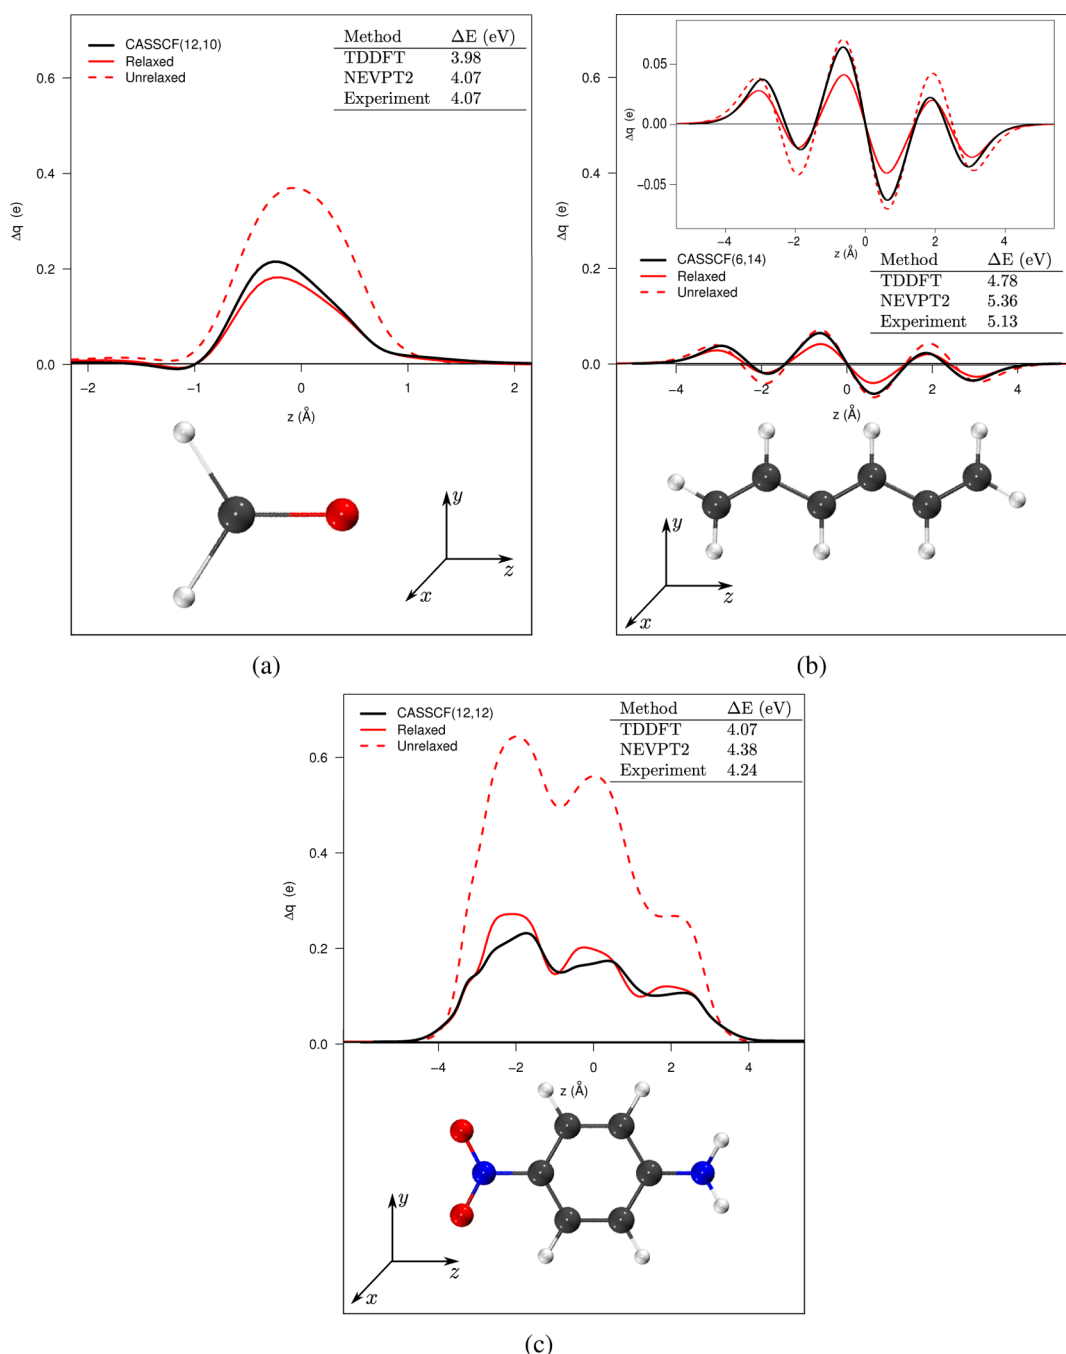 CASSCF(12,10)
Relaxed
Unrelaxed
Method ΔE (eV)
TDDFT 3.98
NEVPT2 4.07
Experiment 4.07
0.6
0.4
0.2
0.0
Δq (e)
−2 −1 0 1 2
z (Å)
y
z
x
(a)
0.05
0.00
−0.05
Δq (e)
−4 −2 0 2 4
z (Å)
0.6
0.4
0.2
0.0
Δq (e)
CASSCF(6,14)
Relaxed
Unrelaxed
Method ΔE (eV)
TDDFT 4.78
NEVPT2 5.36
Experiment 5.13
−4 −2 0 2 4
z (Å)
y
z
x
(b)
CASSCF(12,12)
Relaxed
Unrelaxed
Method ΔE (eV)
TDDFT 4.07
NEVPT2 4.38
Experiment 4.24
0.6
0.4
0.2
0.0
Δq (e)
−4 −2 0 2 4
z (Å)
y
z
x
(c)